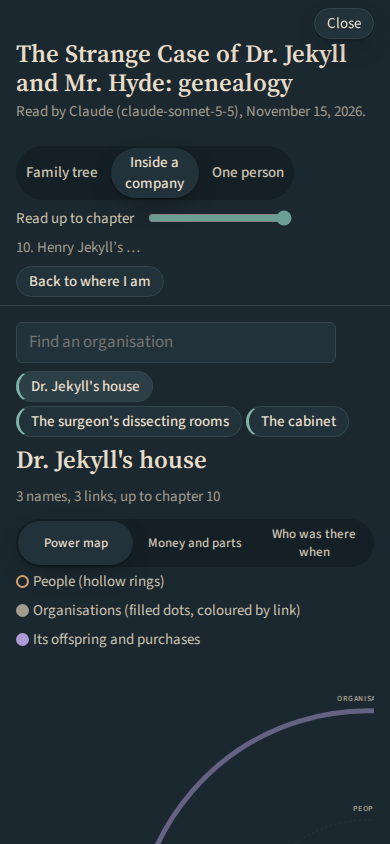 Close
The Strange Case of Dr. Jekyll
and Mr. Hyde: genealogy
Read by Claude (claude-sonnet-5-5), November 15, 2026.
Family tree
Inside a
company
One person
Read up to chapter
10. Henry Jekyll’s …
Back to where I am
Find an organisation
Dr. Jekyll's house
The surgeon's dissecting rooms
The cabinet
Dr. Jekyll's house
3 names, 3 links, up to chapter 10
Power map
Money and parts
Who was there
when
People (hollow rings)
Organisations (filled dots, coloured by link)
Its offspring and purchases
ORGANISA
PEOP